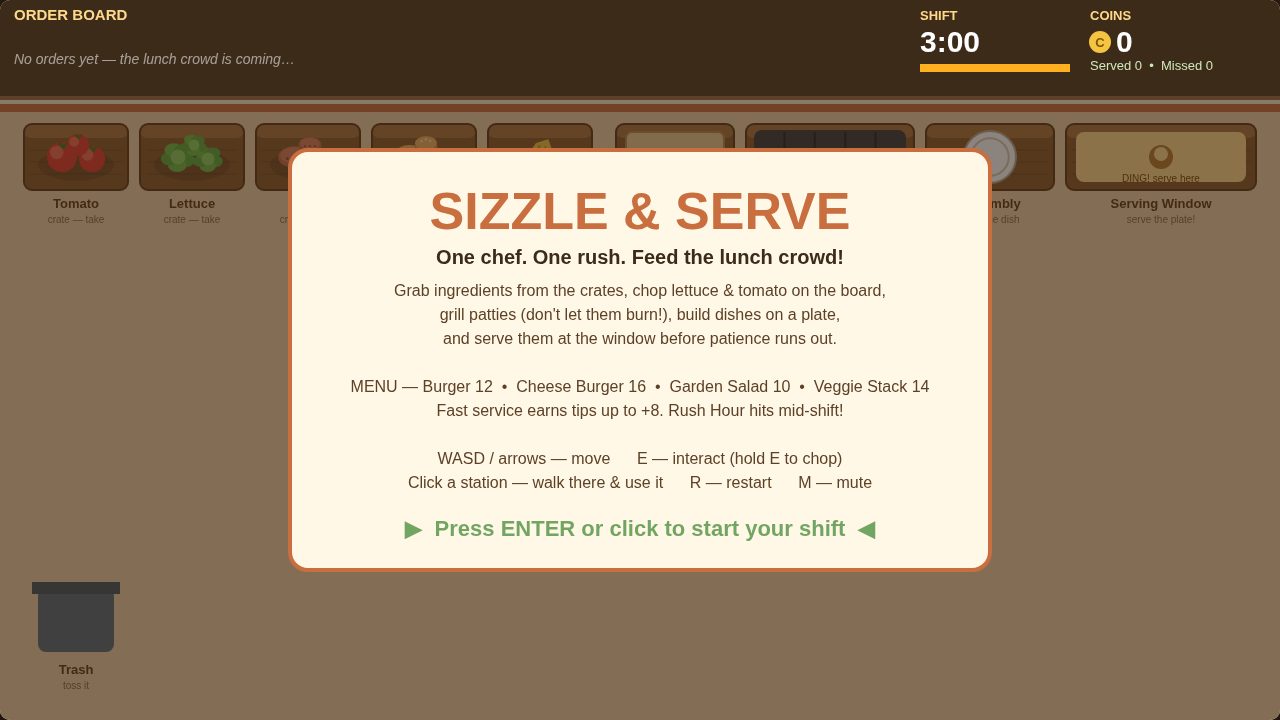 ORDER BOARD
No orders yet — the lunch crowd is coming…
SHIFT
3:00
COINS
C 0
Served 0 • Missed 0
DING! serve here
Tomato
crate — take
Lettuce
crate — take
Serving Window
serve the plate!
SIZZLE & SERVE
One chef. One rush. Feed the lunch crowd!
Grab ingredients from the crates, chop lettuce & tomato on the board,
grill patties (don't let them burn!), build dishes on a plate,
and serve them at the window before patience runs out.
MENU — Burger 12 • Cheese Burger 16 • Garden Salad 10 • Veggie Stack 14
Fast service earns tips up to +8. Rush Hour hits mid-shift!
WASD / arrows — move E — interact (hold E to chop)
Click a station — walk there & use it R — restart M — mute
▶ Press ENTER or click to start your shift ◀
Trash
toss it